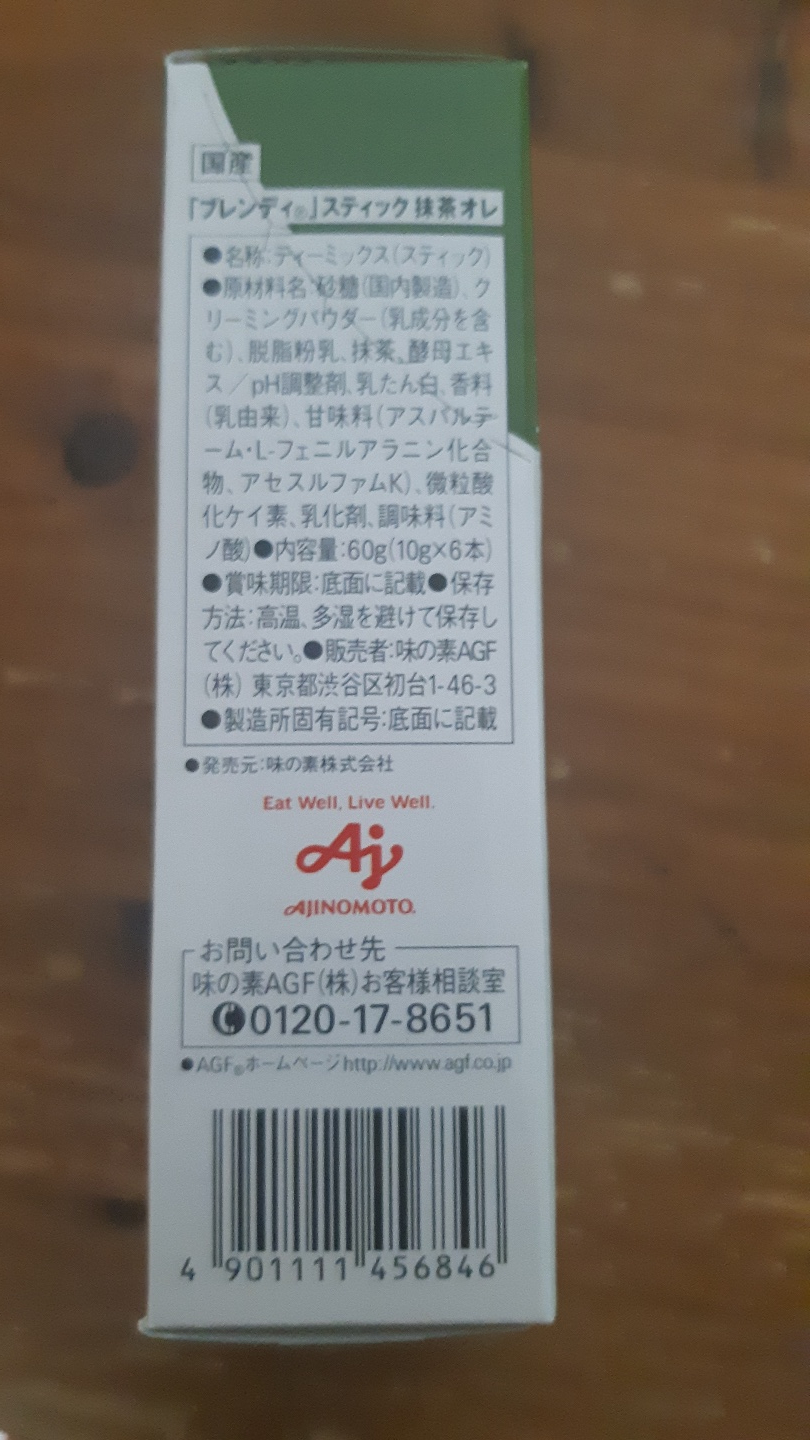 国産
「ブレンディ®」スティック 抹茶オレ
●名称:ティーミックス(スティック)
●原材料名:砂糖(国内製造)、ク
リーミングパウダー(乳成分を含
む)、脱脂粉乳、抹茶、酵母エキ
ス/pH調整剤、乳たん白、香料
(乳由来)、甘味料(アスパルテ
ーム・L-フェニルアラニン化合
物、アセスルファムK)、微粒酸
化ケイ素、乳化剤、調味料(アミ
ノ酸)●内容量:60g(10g×6本)
●賞味期限:底面に記載●保存
方法:高温、多湿を避けて保存し
てください。●販売者:味の素AGF
(株) 東京都渋谷区初台1-46-3
●製造所固有記号:底面に記載
●発売元:味の素株式会社
Eat Well, Live Well.
Aj
AJINOMOTO.
お問い合わせ先
味の素AGF(株)お客様相談室
0120-17-8651
●AGF®ホームページhttp://www.agf.co.jp
4 901111 456846